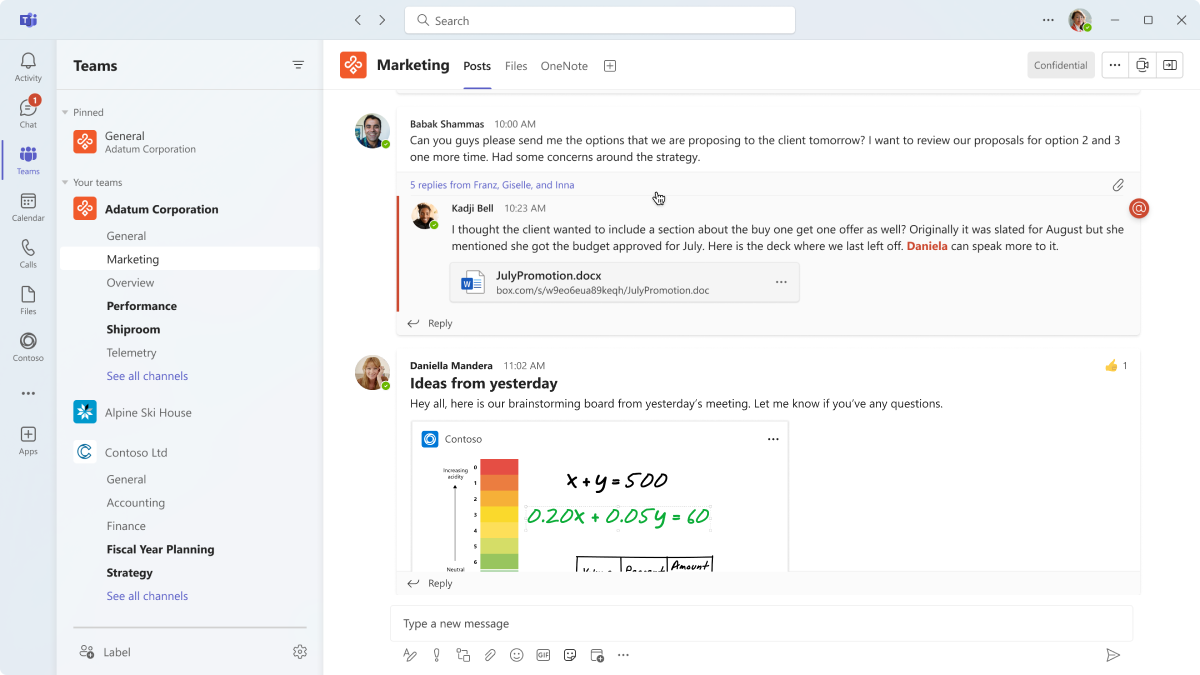 Search
Activity
1
Chat
Teams
Calendar
Calls
Files
Contoso
Apps
Teams
Pinned
General
Adatum Corporation
Your teams
Adatum Corporation
General
Marketing
Overview
Performance
Shiproom
Telemetry
See all channels
Alpine Ski House
Contoso Ltd
General
Accounting
Finance
Fiscal Year Planning
Strategy
See all channels
Label
Marketing Posts Files OneNote
Confidential
Babak Shammas 10:00 AM
Can you guys please send me the options that we are proposing to the client tomorrow? I want to review our proposals for option 2 and 3
one more time. Had some concerns around the strategy.
5 replies from Franz, Giselle, and Inna
Kadji Bell 10:23 AM
@
I thought the client wanted to include a section about the buy one get one offer as well? Originally it was slated for August but she
mentioned she got the budget approved for July. Here is the deck where we last left off. Daniela can speak more to it.
W
JulyPromotion.docx
box.com/s/w9eo6eua89keqh/JulyPromotion.doc
Reply
Daniella Mandera 11:02 AM
👍 1
Ideas from yesterday
Hey all, here is our brainstorming board from yesterday's meeting. Let me know if you've any questions.
Contoso
Increasing
acidity
0
1
2
3
4
5
6
Neutral
x + y = 500
0.20x + 0.05y = 60
Percent Amount
Reply
Type a new message
GIF